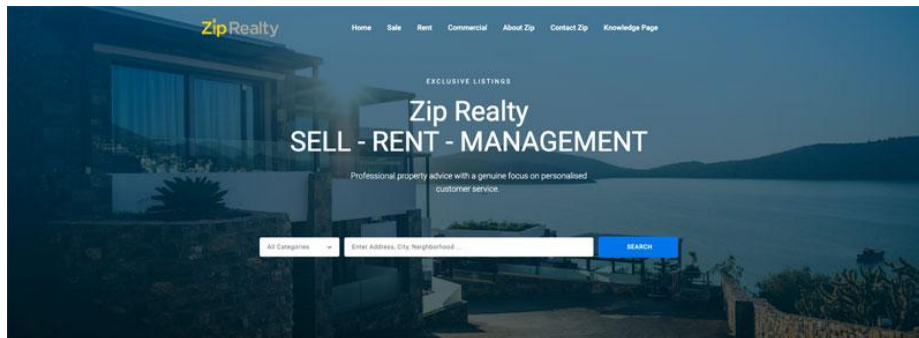 ZipRealty
Home Sale Rent Commercial About Zip Contact Zip Knowledge Page
EXCLUSIVE LISTINGS
Zip Realty
SELL - RENT - MANAGEMENT
Professional property advice with a genuine focus on personalised
customer service.
All Categories Enter Address, City, Neighborhood ... SEARCH